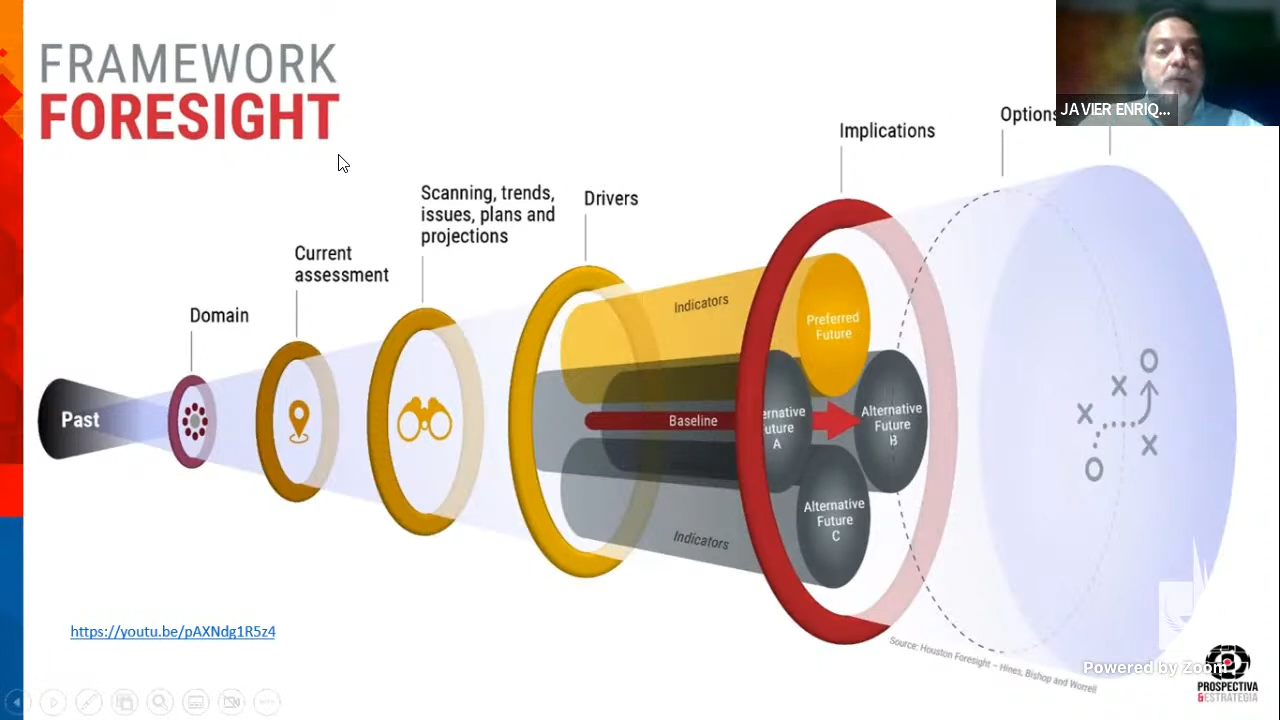 FRAMEWORK
FORESIGHT
JAVIER ENRIQ...
Options
Implications
Scanning, trends,
issues, plans and
projections
Drivers
Current
assessment
Domain
Past
Indicators
Preferred
Future
Baseline
ernative
Future
A
Alternative
Future
B
Alternative
Future
C
Indicators
https://youtu.be/pAXNdg1R5z4
Source: Houston Foresight – Hines, Bishop and Worrell
Powered by Zoom
PROSPECTIVA
&ESTRATEGIA